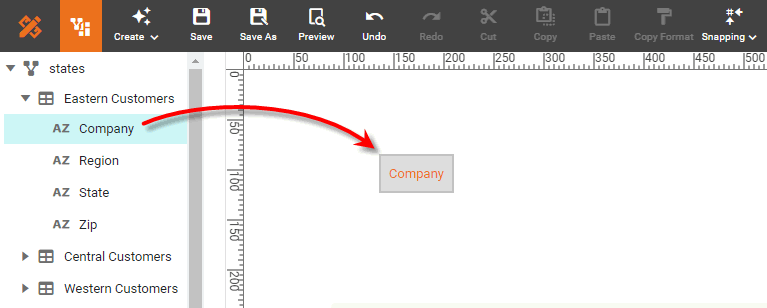 Create Save Save As Preview Undo Redo Cut Copy Paste Copy Format Snapping
0 50 100 150 200 250 300 350 400 450 500
states
0
Eastern Customers
50
AZ Company
AZ Region
Company
100
AZ State
AZ Zip
150
Central Customers
200
Western Customers